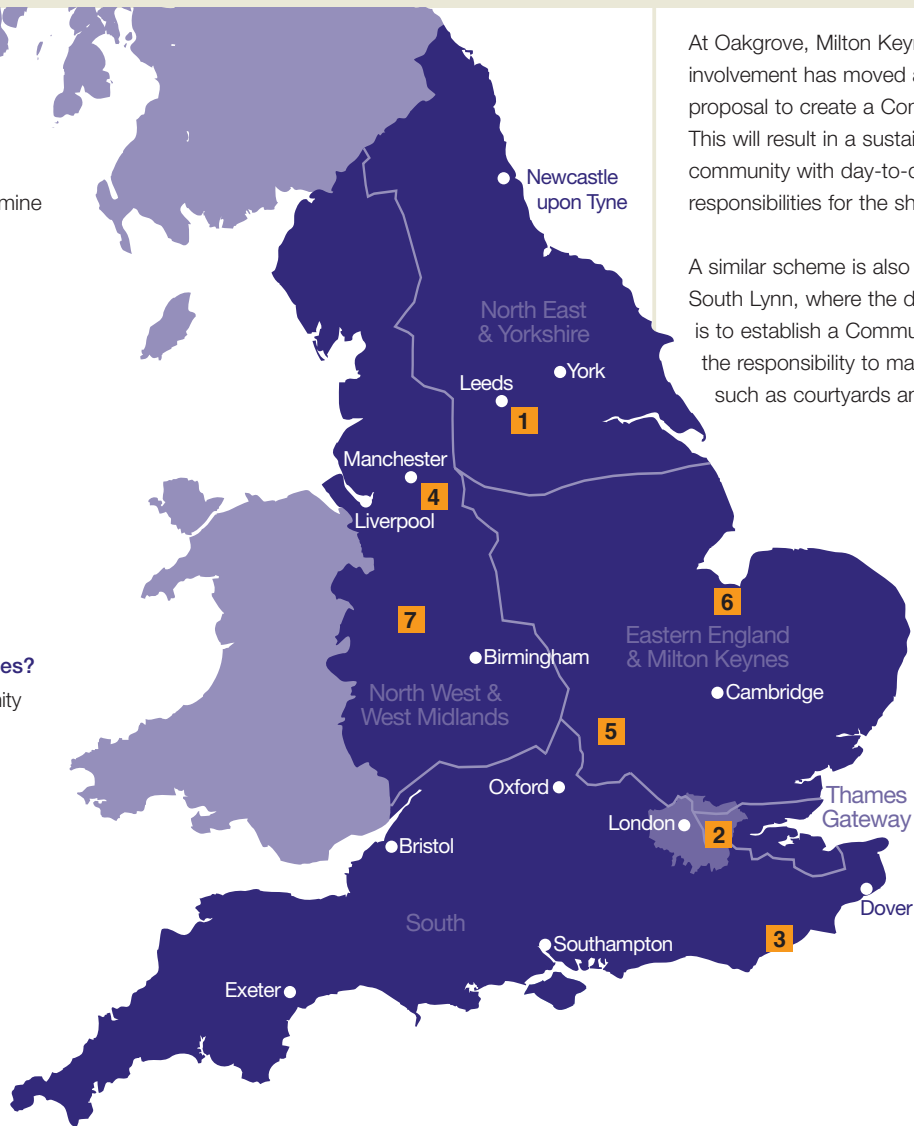 At Oakgrove, Milton Keyn
involvement has moved a
proposal to create a Con
This will result in a sustai
community with day-to-c
responsibilities for the sh
A similar scheme is also
South Lynn, where the d
is to establish a Commu
the responsibility to ma
such as courtyards an
mine
es?
ity
Newcastle
upon Tyne
North East
& Yorkshire
York
Leeds
1
Manchester
4
Liverpool
7
6
Eastern England
& Milton Keynes
Birmingham
North West &
West Midlands
Cambridge
5
Oxford
Thames
Gateway
London
2
Bristol
Dover
South
3
Southampton
Exeter